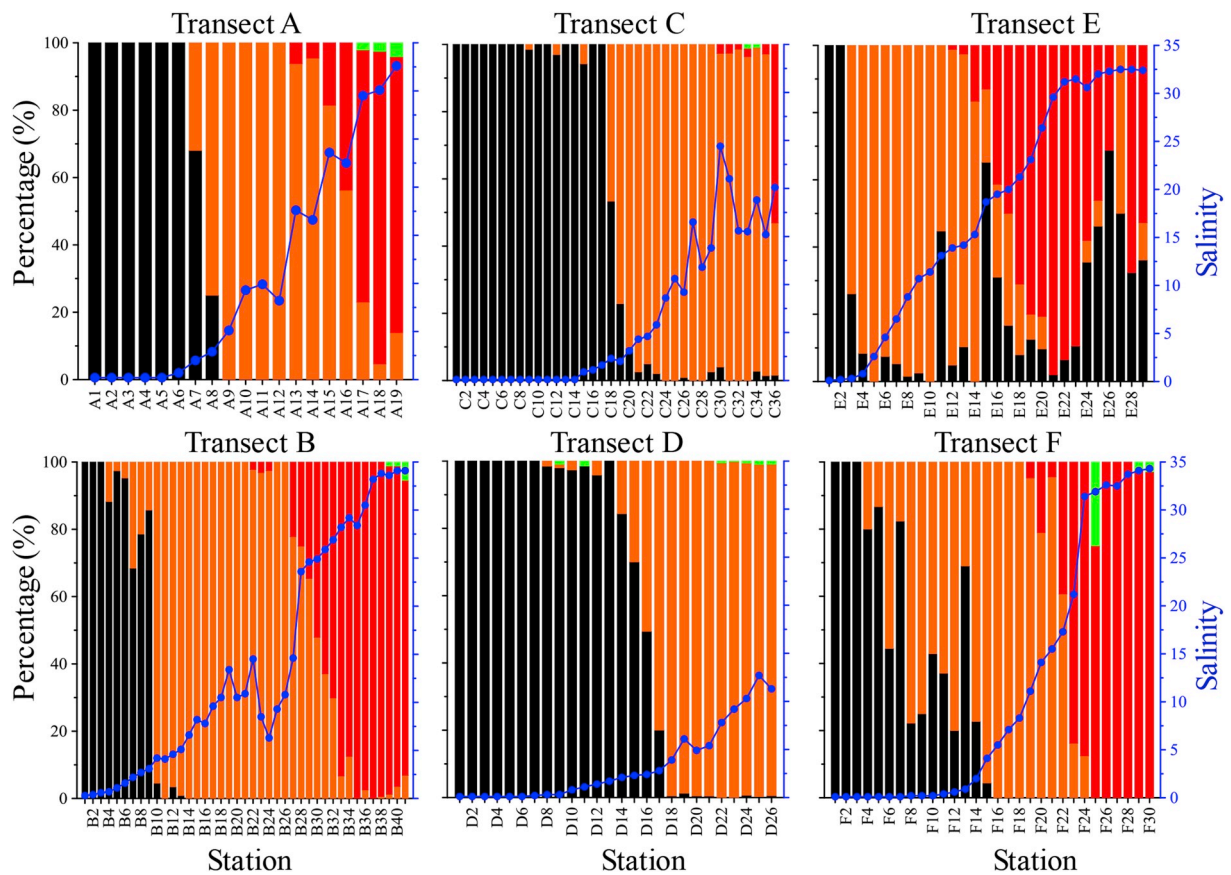 Transect A
Transect C
Transect E
Percentage (%)
100
80
60
40
20
0
35
30
25
20
15
10
5
0
Salinity
A1 A2 A3 A4 A5 A6 A7 A8 A9 A10 A11 A12 A13 A14 A15 A16 A17 A18 A19
C2 C4 C6 C8 C10 C12 C14 C16 C18 C20 C22 C24 C26 C28 C30 C32 C34 C36
E2 E4 E6 E8 E10 E12 E14 E16 E18 E20 E22 E24 E26 E28
Transect B
Transect D
Transect F
Percentage (%)
100
80
60
40
20
0
35
30
25
20
15
10
5
0
Salinity
B2 B4 B6 B8 B10 B12 B14 B16 B18 B20 B22 B24 B26 B28 B30 B32 B34 B36 B38 B40
D2 D4 D6 D8 D10 D12 D14 D16 D18 D20 D22 D24 D26
F2 F4 F6 F8 F10 F12 F14 F16 F18 F20 F22 F24 F26 F28 F30
Station
Station
Station